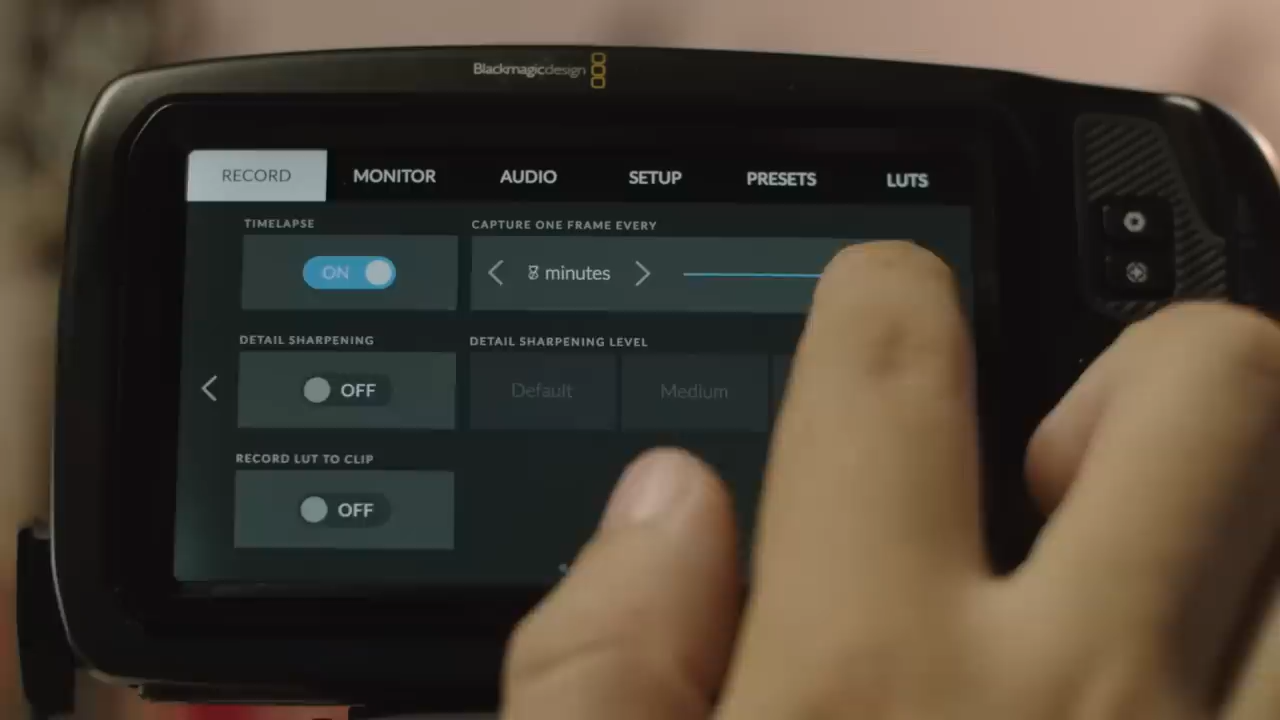 Blackmagicdesign
RECORD MONITOR AUDIO SETUP PRESETS LUTS
TIMELAPSE CAPTURE ONE FRAME EVERY
ON minutes
DETAIL SHARPENING DETAIL SHARPENING LEVEL
OFF Default Medium
RECORD LUT TO CLIP
OFF